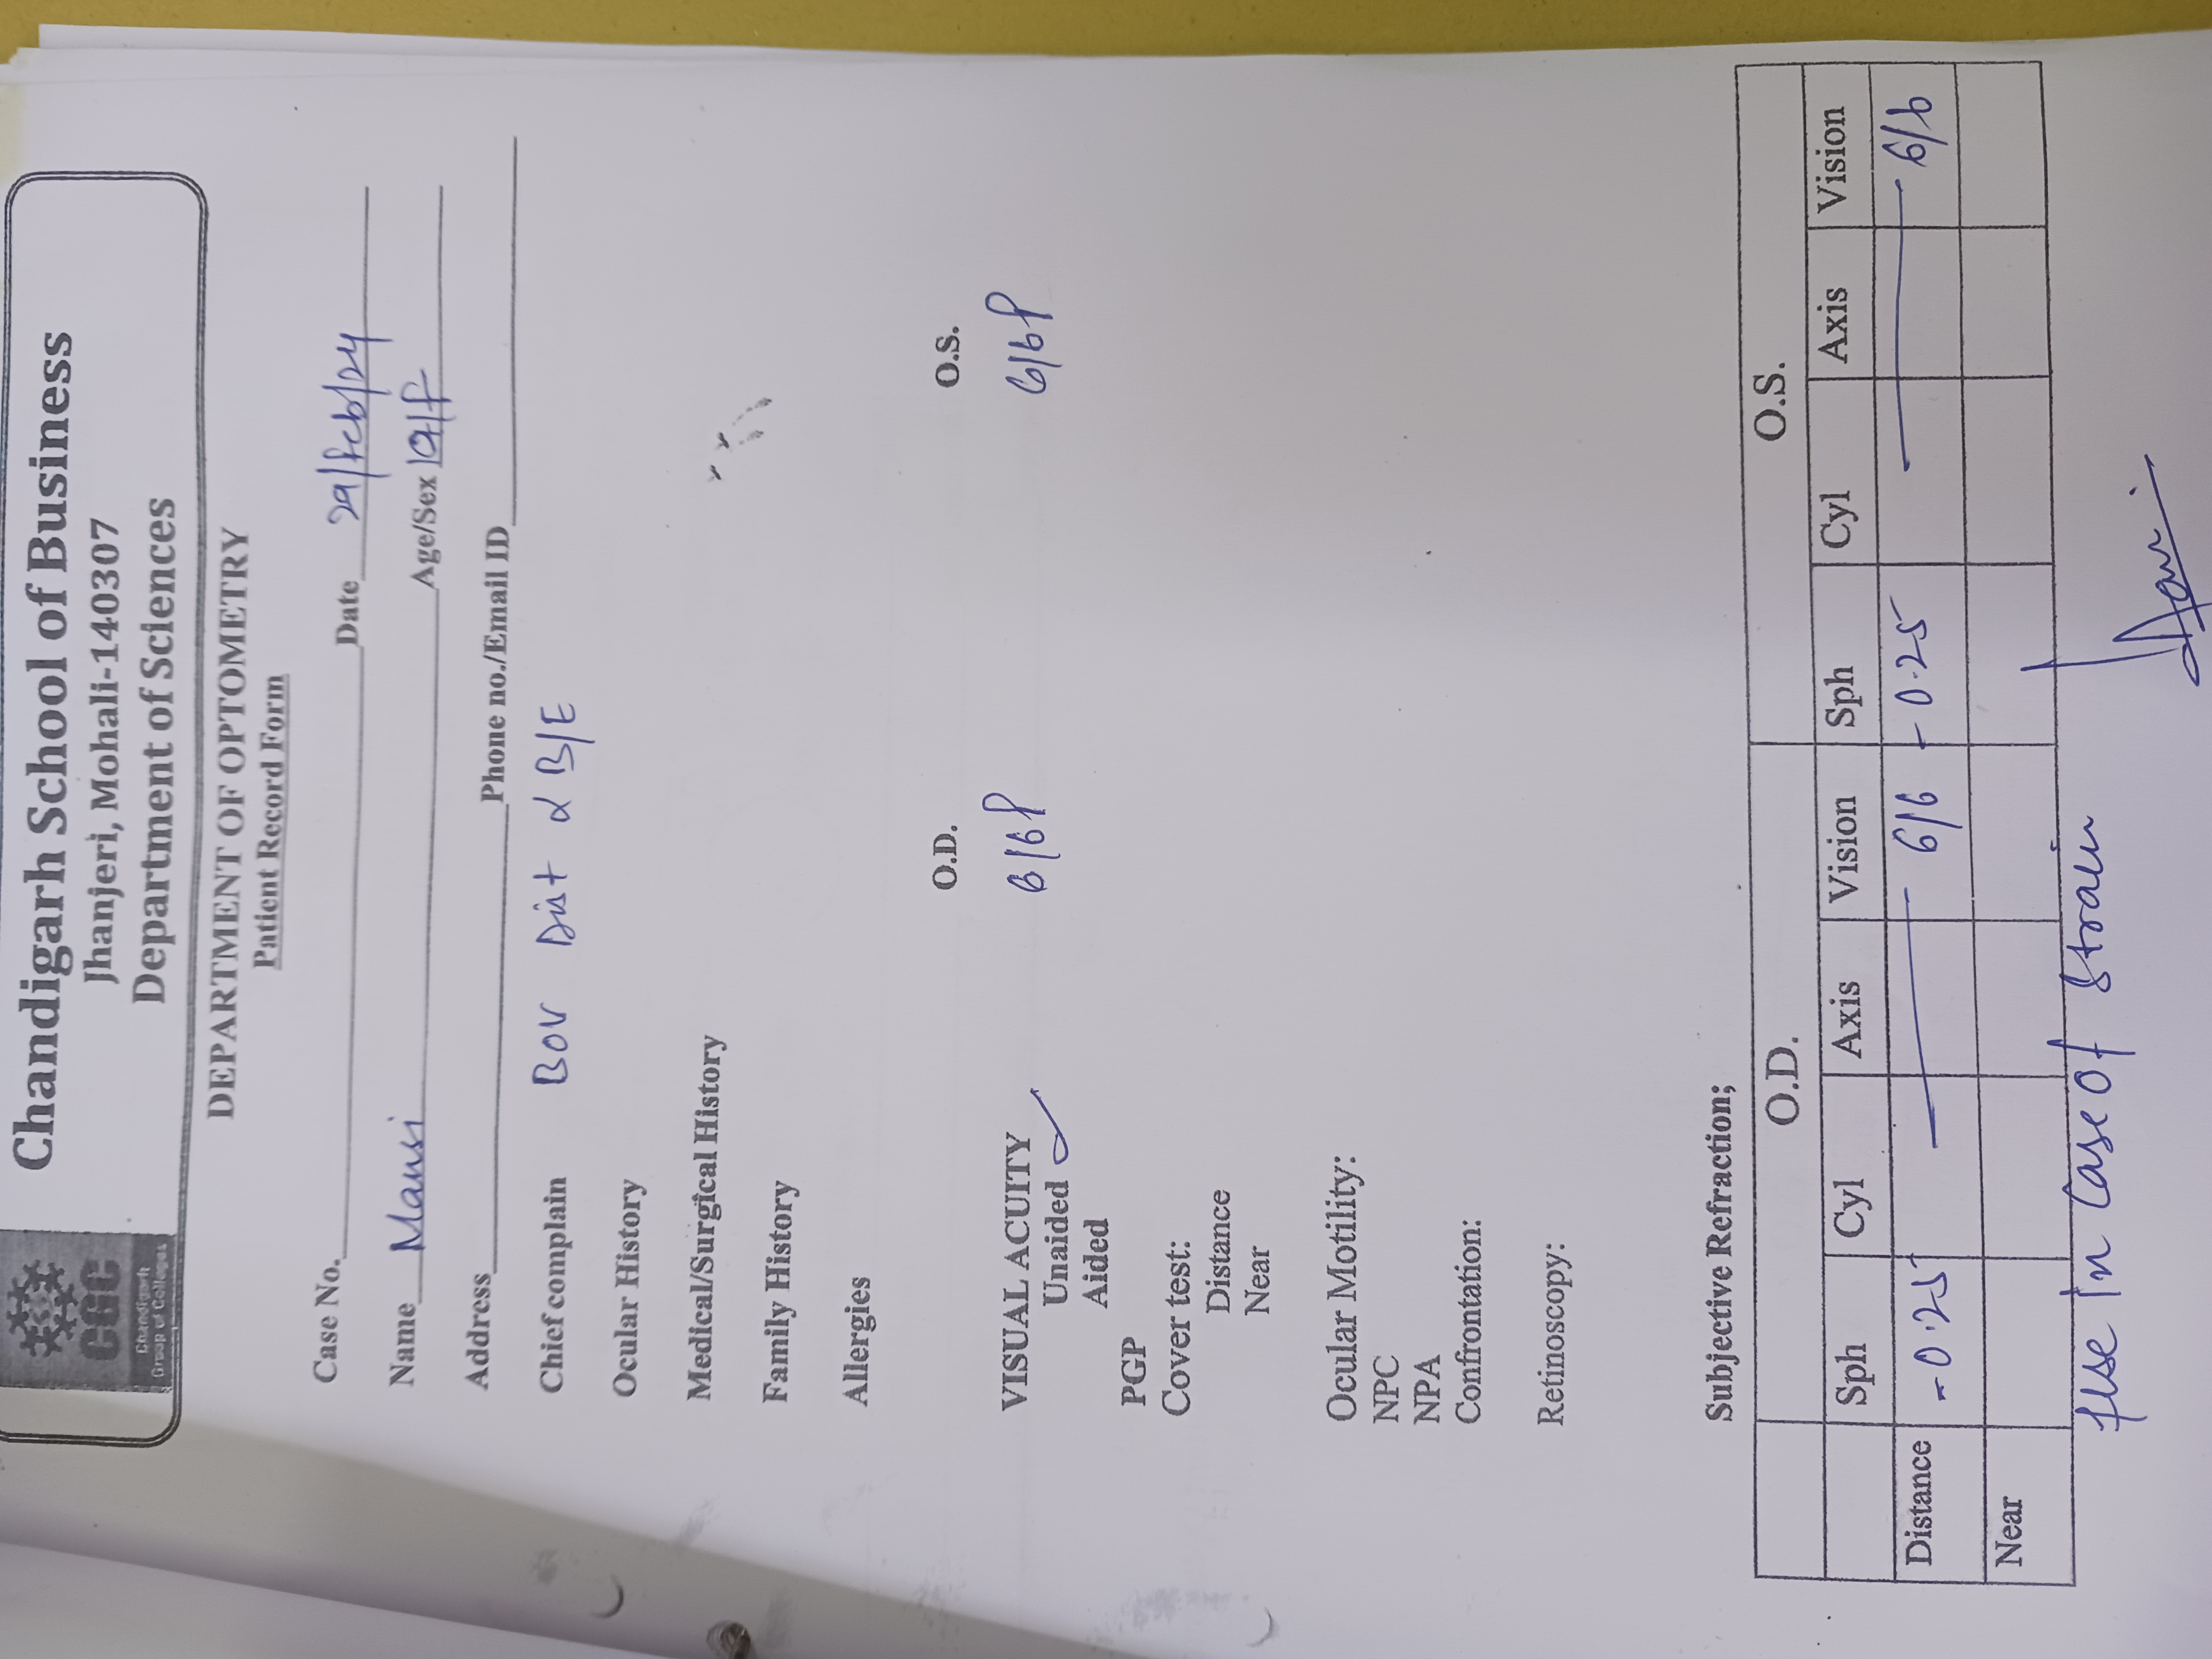 CGC
Chandigarh
Group of Colleges
Chandigarh School of Business
Jhanjeri, Mohali-140307
Department of Sciences
DEPARTMENT OF OPTOMETRY
Patient Record Form
Case No. Date 29/Feb/24
Name Mansi Age/Sex 19/F
Address Phone no./Email ID
Chief complain BOV Dist B/E
Ocular History
Medical/Surgical History
Family History
Allergies
O.D. O.S.
VISUAL ACUITY 6/6P 6/6P
Unaided
Aided
PGP
Cover test:
Distance
Near
Ocular Motility:
NPC
NPA
Confrontation:
Retinoscopy:
Subjective Refraction;
O.D. O.S.
Sph Cyl Axis Vision Sph Cyl Axis Vision
Distance -0.25 — 6/6 -0.25 — 6/6
Near
use in Case of Strain